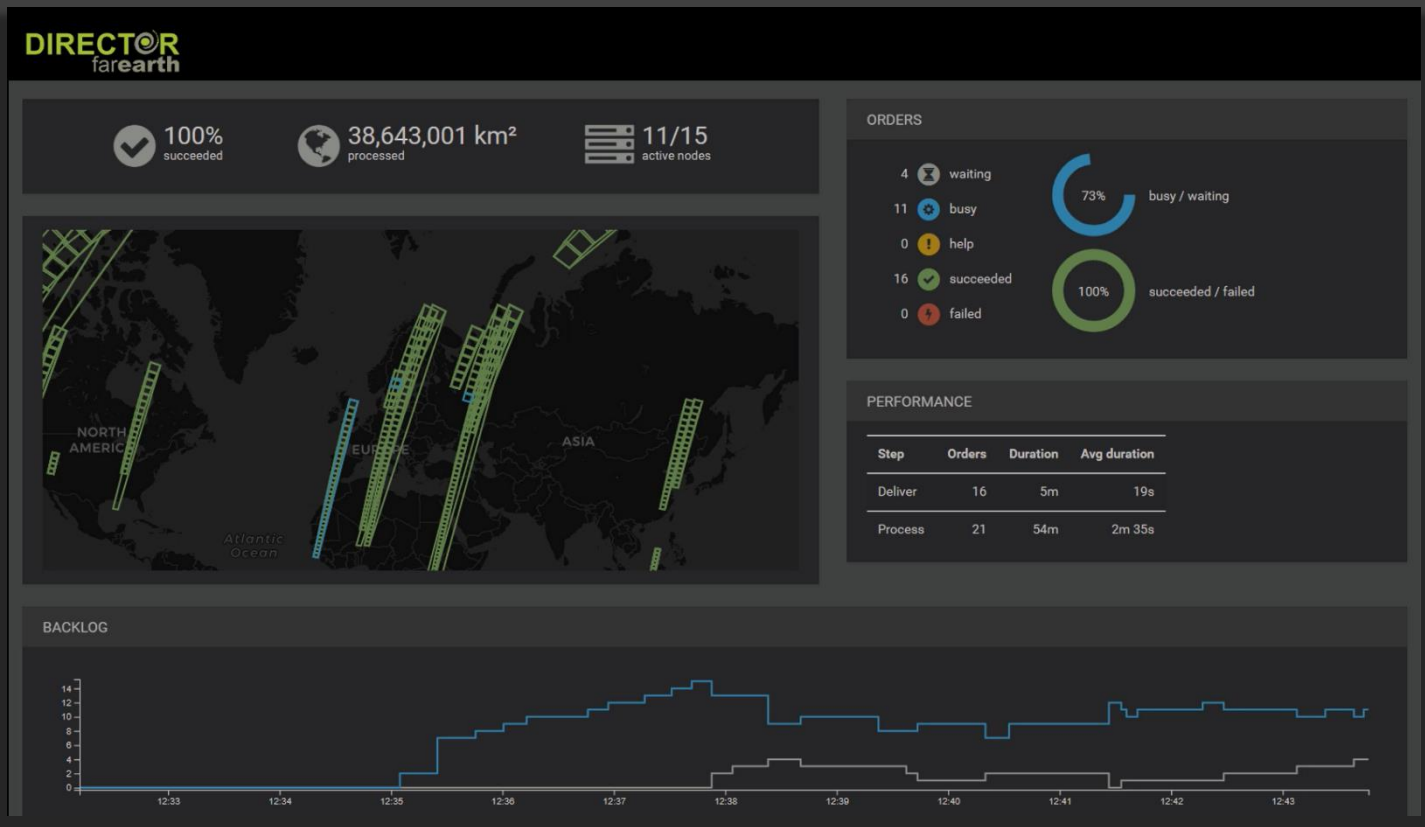 DIRECTOR
farearth
100%
succeeded
38,643,001 km²
processed
11/15
active nodes
NORTH
AMERIC
EUROPE
ASIA
Atlantic
Ocean
ORDERS
4 waiting
11 busy
0 help
16 succeeded
0 failed
73% busy / waiting
100% succeeded / failed
PERFORMANCE
Step Orders Duration Avg duration
Deliver 16 5m 19s
Process 21 54m 2m 35s
BACKLOG
14
12
10
8
6
4
2
0
12:33 12:34 12:35 12:36 12:37 12:38 12:39 12:40 12:41 12:42 12:43